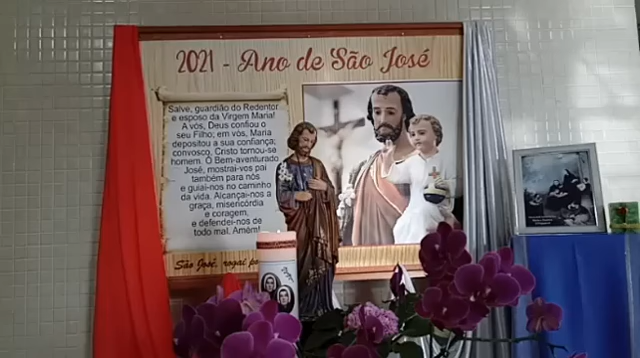 2021 - Ano de São José
Salve, guardião do Redentor
e esposo da Virgem Maria!
A vós, Deus confiou o
seu Filho; em vós, Maria
depositou a sua confiança;
convosco, Cristo tornou-se
homem. Ó Bem-aventurado
José, mostrai-vos pai
também para nós
e guiai-nos no caminho
da vida. Alcançai-nos a
graça, misericórdia
e coragem,
e defendei-nos de
todo mal. Amém!
São José, rogai